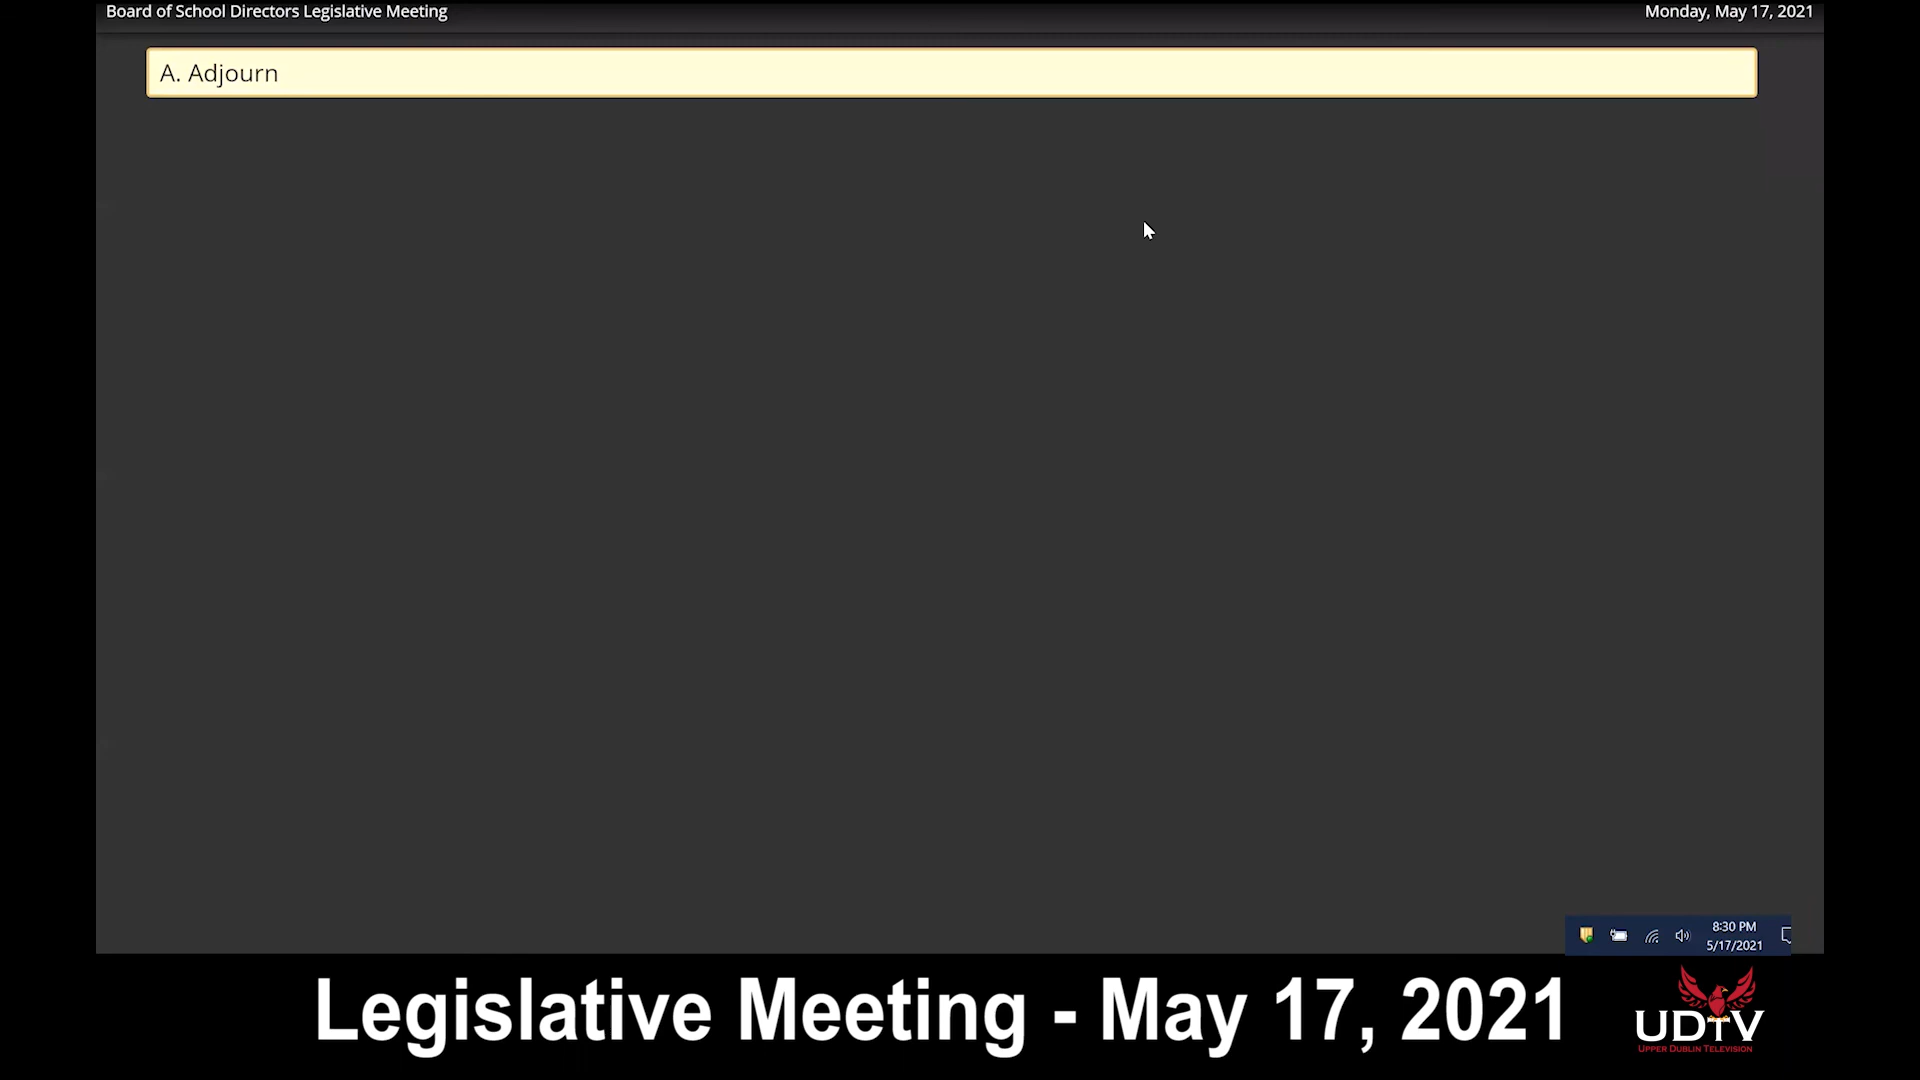 Board of School Directors Legislative Meeting
Monday, May 17, 2021
A. Adjourn
8:30 PM
5/17/2021
Legislative Meeting - May 17, 2021
UDTV
UPPER DUBLIN TELEVISION